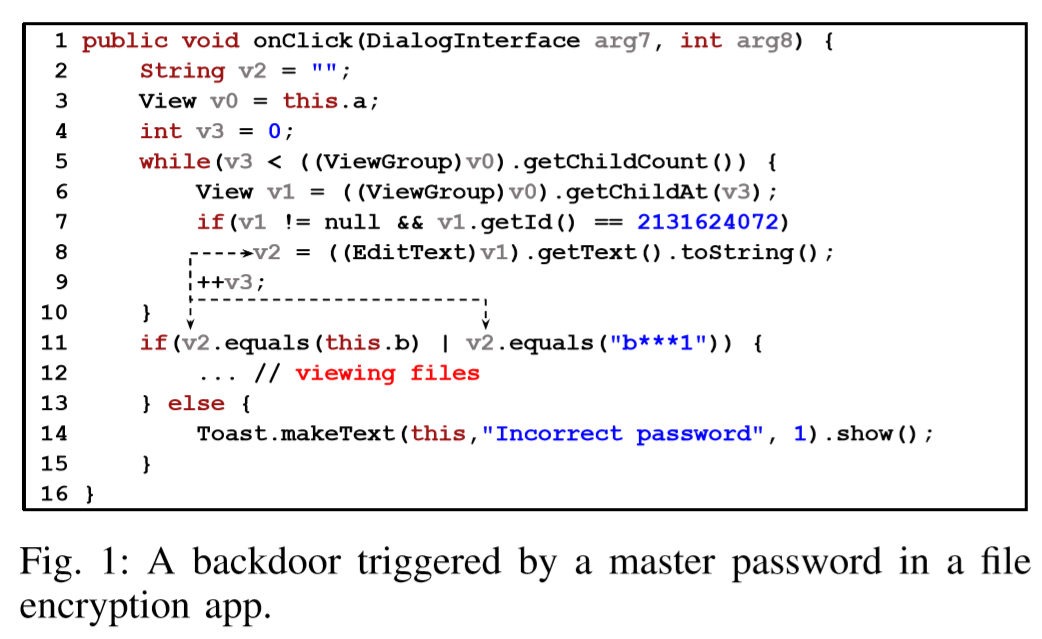 1 public void onClick(DialogInterface arg7, int arg8) {
2 String v2 = "";
3 View v0 = this.a;
4 int v3 = 0;
5 while(v3 < ((ViewGroup)v0).getChildCount()) {
6 View v1 = ((ViewGroup)v0).getChildAt(v3);
7 if(v1 != null && v1.getId() == 2131624072)
8 v2 = ((EditText)v1).getText().toString();
9 ++v3;
10 }
11 if(v2.equals(this.b) | v2.equals("b***1")) {
12 ... // viewing files
13 } else {
14 Toast.makeText(this,"Incorrect password", 1).show();
15 }
16 }
Fig. 1: A backdoor triggered by a master password in a file
encryption app.